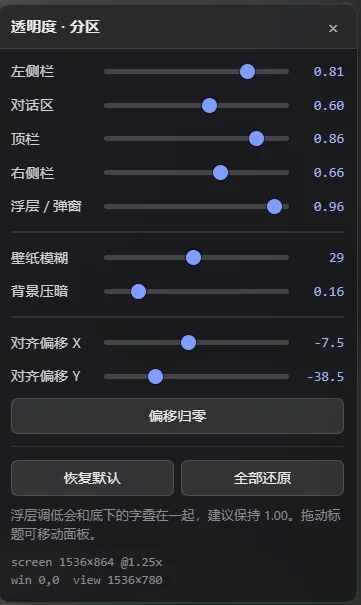 透明度 · 分区 ×
左侧栏 0.81
对话区 0.60
顶栏 0.86
右侧栏 0.66
浮层 / 弹窗 0.96
壁纸模糊 29
背景压暗 0.16
对齐偏移 X -7.5
对齐偏移 Y -38.5
偏移归零
恢复默认 全部还原
浮层调低会和底下的字叠在一起，建议保持 1.00。拖动标
题可移动面板。
screen 1536×864 @1.25x
win 0,0 view 1536×780